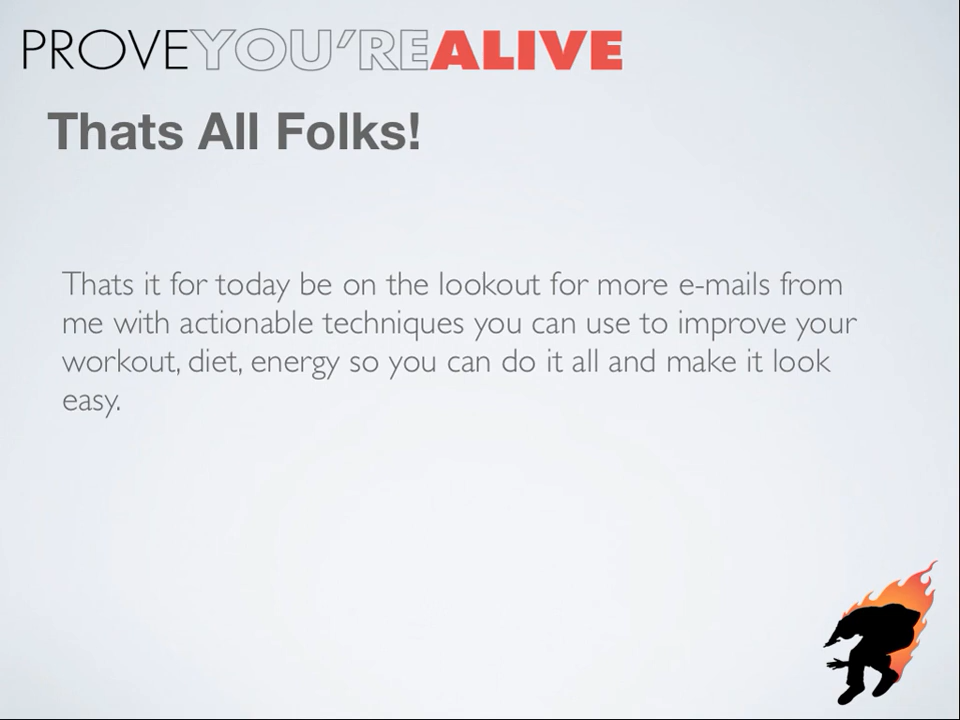 PROVEYOU'REALIVE
Thats All Folks!
Thats it for today be on the lookout for more e-mails from
me with actionable techniques you can use to improve your
workout, diet, energy so you can do it all and make it look
easy.